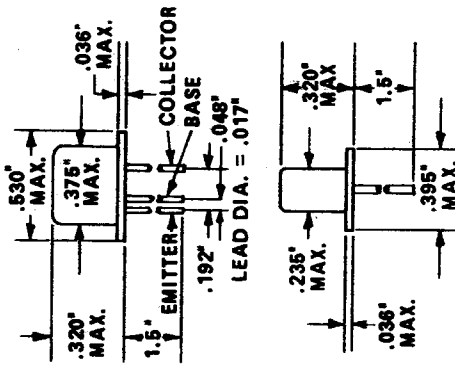 .530"
MAX.
.036"
MAX.
.375"
MAX.
.320"
MAX.
1.5"
EMITTER
COLLECTOR
BASE
.048"
.192"
LEAD DIA. = .017"
.235"
MAX.
.320"
MAX
1.5"
.036"
MAX.
.395"
MAX.